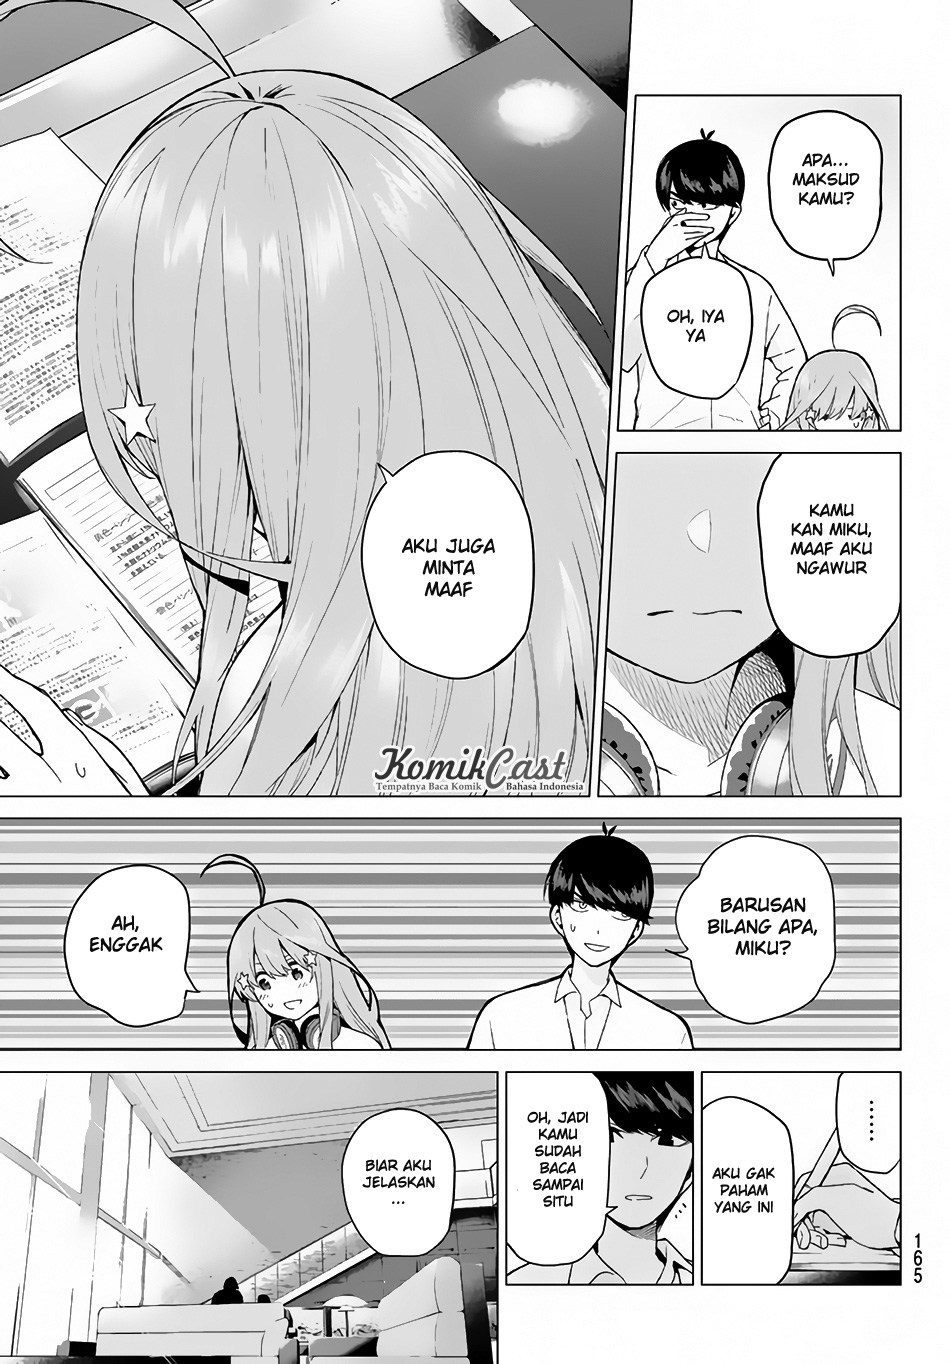 APA...
MAKSUD
KAMU?
OH, IYA
YA
KAMU
KAN MIKU,
MAAF AKU
NGAWUR
AKU JUGA
MINTA
MAAF
KomikCast
Tempatnya Baca Komik Bahasa Indonesia
BARUSAN
BILANG APA,
MIKU?
AH,
ENGGAK
........
AKU GAK
PAHAM
YANG INI
OH, JADI
KAMU
SUDAH
BACA
SAMPAI
SITU
BIAR AKU
JELASKAN
...
165